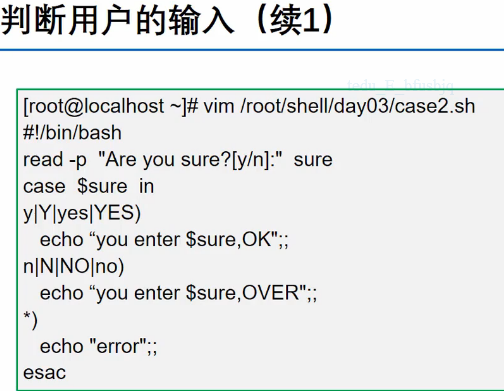 判断用户的输入（续1）
[root@localhost ~]# vim /root/shell/day03/case2.sh
#!/bin/bash
read -p "Are you sure?[y/n]:" sure
case $sure in
y|Y|yes|YES)
echo “you enter $sure,OK";;
n|N|NO|no)
echo “you enter $sure,OVER";;
*)
echo "error";;
esac